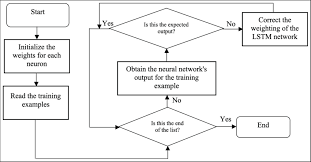 Start
Initialize the
weights for each
neuron
Read the training
examples
Yes
Is this the expected
output?
No
Correct the
weighting of the
LSTM network
Obtain the neural network's
output for the training
example
No
Is this the end
of the list?
Yes
End